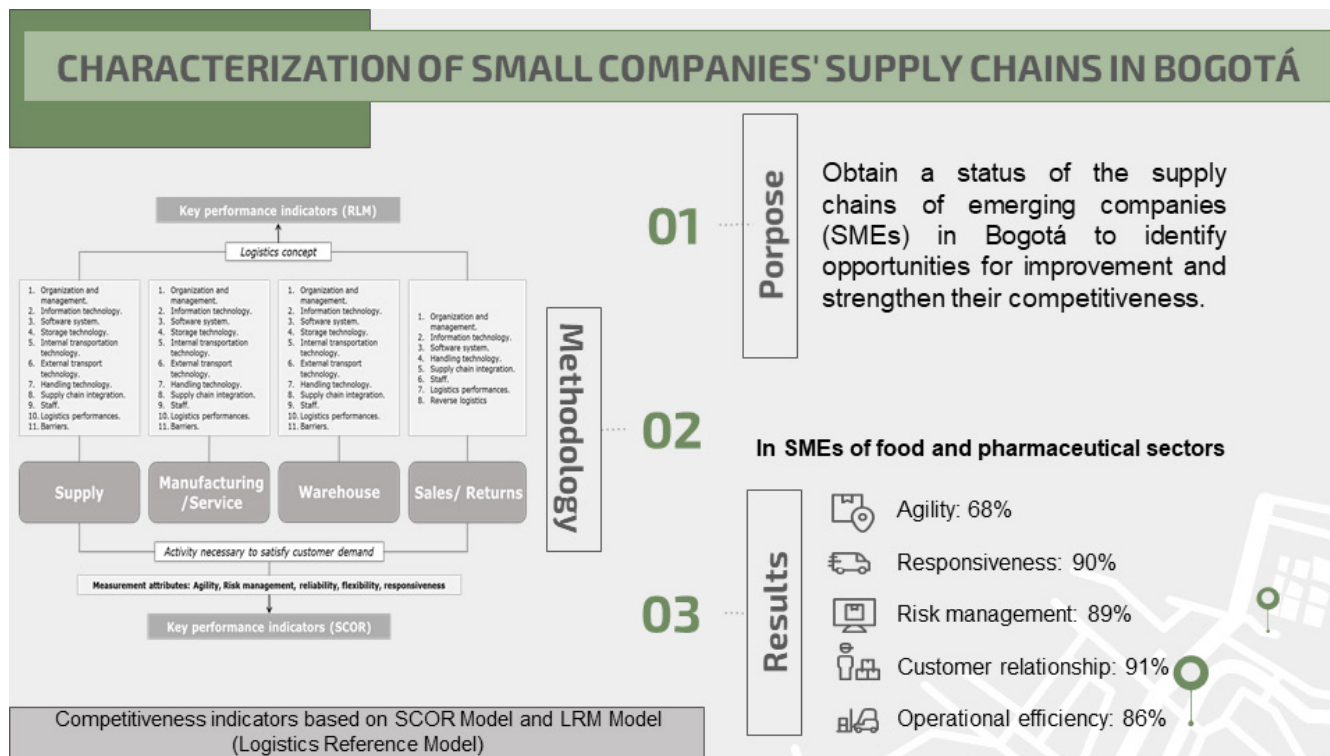 CHARACTERIZATION OF SMALL COMPANIES' SUPPLY CHAINS IN BOGOTÁ
Key performance indicators (RLM)
Logistics concept
1. Organization and
management.
2. Information technology.
3. Software system.
4. Storage technology.
5. Internal transportation
technology.
6. External transport
technology.
7. Handling technology.
8. Supply chain integration.
9. Staff.
10. Logistics performances.
11. Barriers.
1. Organization and
management.
2. Information technology.
3. Software system.
4. Storage technology.
5. Internal transportation
technology.
6. External transport
technology.
7. Handling technology.
8. Supply chain integration.
9. Staff.
10. Logistics performances.
11. Barriers.
1. Organization and
management.
2. Information technology.
3. Software system.
4. Storage technology.
5. Internal transportation
technology.
6. External transport
technology.
7. Handling technology.
8. Supply chain integration.
9. Staff.
10. Logistics performances.
11. Barriers.
1. Organization and
management.
2. Information technology.
3. Software system.
4. Handling technology.
5. Supply chain integration.
6. Staff.
7. Logistics performances.
8. Reverse logistics
Supply
Manufacturing
/Service
Warehouse
Sales/ Returns
Activity necessary to satisfy customer demand
Measurement attributes: Agility, Risk management, reliability, flexibility, responsiveness
Key performance indicators (SCOR)
Competitiveness indicators based on SCOR Model and LRM Model
(Logistics Reference Model)
01
Porpose
Obtain a status of the supply
chains of emerging companies
(SMEs) in Bogotá to identify
opportunities for improvement and
strengthen their competitiveness.
Methodology
02
03
Results
In SMEs of food and pharmaceutical sectors
Agility: 68%
Responsiveness: 90%
Risk management: 89%
Customer relationship: 91%
Operational efficiency: 86%